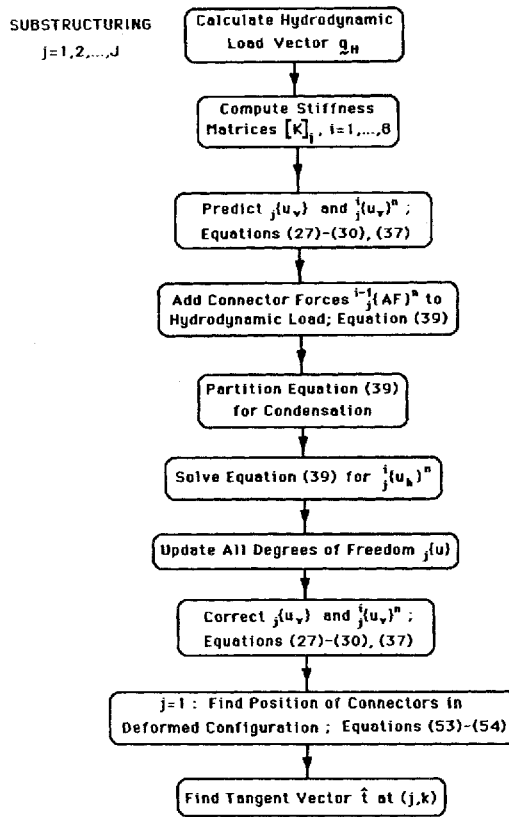 SUBSTRUCTURING
j=1,2,...,J
Calculate Hydrodynamic
Load Vector q_H
Compute Stiffness
Matrices [K]_i, i=1,...,8
Predict _j{u_v} and ^i_j{u_v}^n ;
Equations (27)-(30), (37)
Add Connector Forces ^{i-1}_j{AF}^n to
Hydrodynamic Load; Equation (39)
Partition Equation (39)
for Condensation
Solve Equation (39) for ^i_j{u_k}^n
Update All Degrees of Freedom _j{u}
Correct _j{u_v} and ^i_j{u_v}^n ;
Equations (27)-(30), (37)
j=1 : Find Position of Connectors in
Deformed Configuration ; Equations (53)-(54)
Find Tangent Vector t̂ at (j,k)